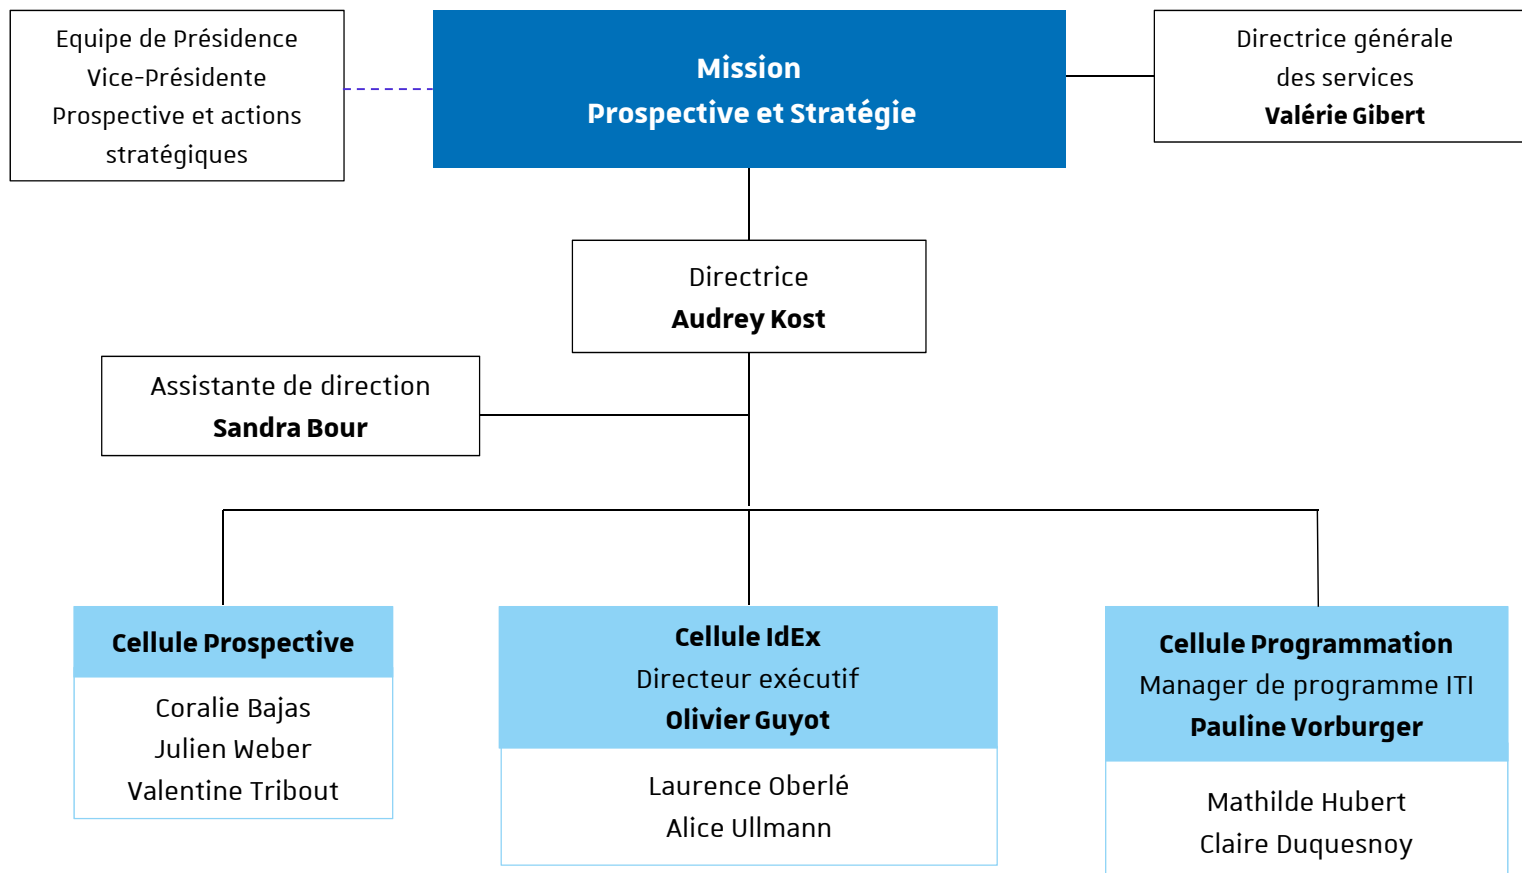 Equipe de Présidence
Vice-Présidente
Prospective et actions
stratégiques
Mission
Prospective et Stratégie
Directrice générale
des services
Valérie Gibert
Directrice
Audrey Kost
Assistante de direction
Sandra Bour
Cellule Prospective
Coralie Bajas
Julien Weber
Valentine Tribout
Cellule IdEx
Directeur exécutif
Olivier Guyot
Laurence Oberlé
Alice Ullmann
Cellule Programmation
Manager de programme ITI
Pauline Vorburger
Mathilde Hubert
Claire Duquesnoy